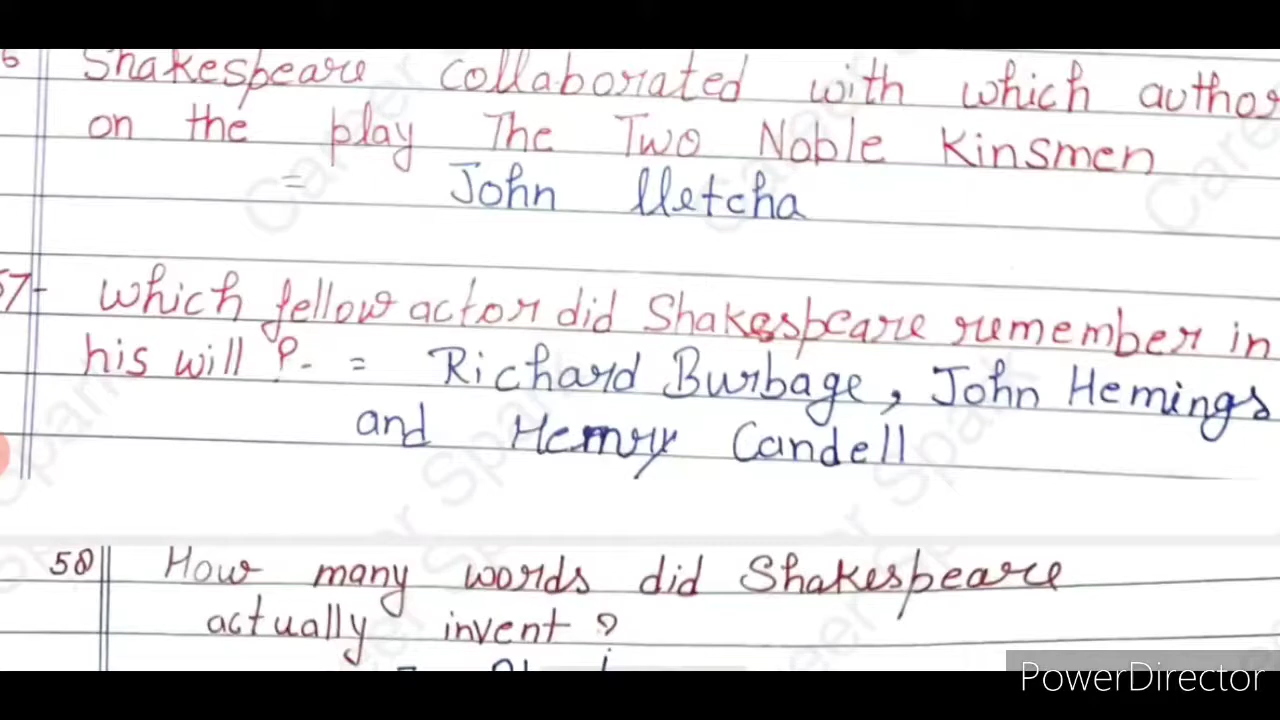 6 Shakespeare collaborated with which author
on the play The Two Noble Kinsmen
= John lletcha
57- Which fellow actor did Shakespeare remember in
his will ?- = Richard Burbage, John Hemings
and Hemry Candell
58 How many words did Shakespeare
actually invent ?
PowerDirector